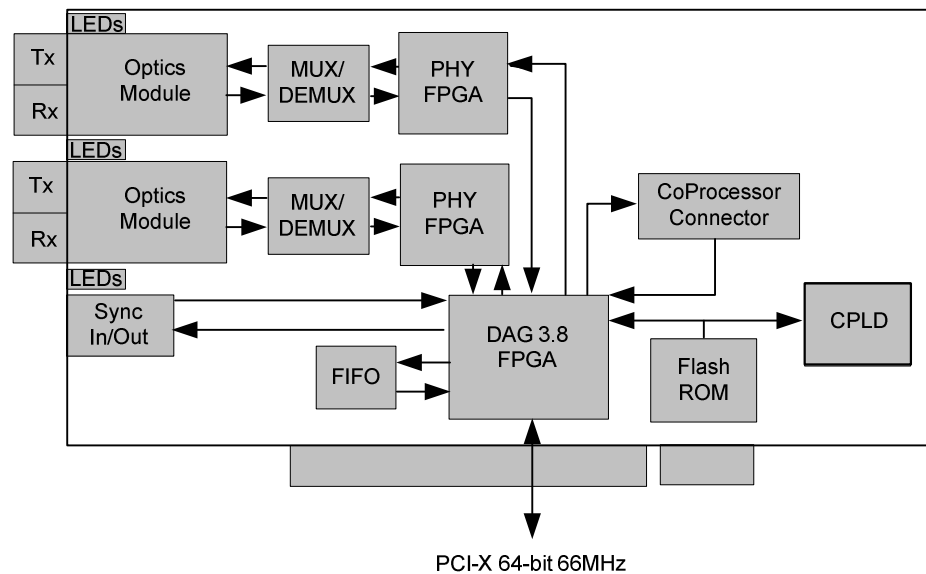 LEDs
Tx
Rx
Optics
Module
MUX/
DEMUX
PHY
FPGA
LEDs
Tx
Rx
Optics
Module
MUX/
DEMUX
PHY
FPGA
CoProcessor
Connector
LEDs
Sync
In/Out
DAG 3.8
FPGA
CPLD
FIFO
Flash
ROM
PCI-X 64-bit 66MHz